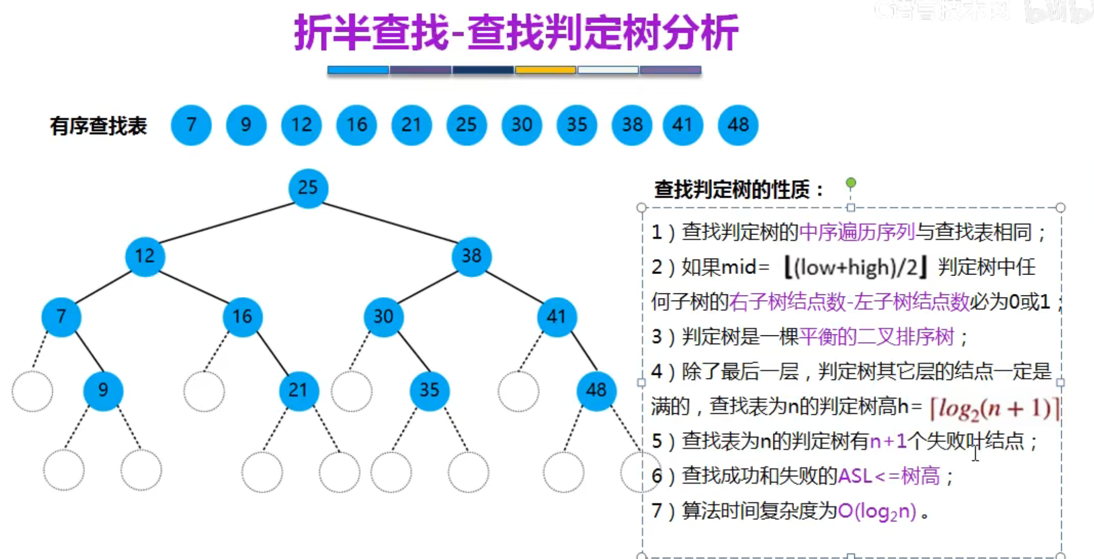 折半查找-查找判定树分析
有序查找表 7 9 12 16 21 25 30 35 38 41 48
25
12 38
7 16 30 41
9 21 35 48
查找判定树的性质：
1）查找判定树的中序遍历序列与查找表相同；
2）如果mid= ⌊(low+high)/2⌋ 判定树中任
何子树的右子树结点数-左子树结点数必为0或1；
3）判定树是一棵平衡的二叉排序树；
4）除了最后一层，判定树其它层的结点一定是
满的，查找表为n的判定树高h= ⌈log₂(n + 1)⌉
5）查找表为n的判定树有n+1个失败叶结点；
6）查找成功和失败的ASL<=树高；
7）算法时间复杂度为O(log₂n) 。